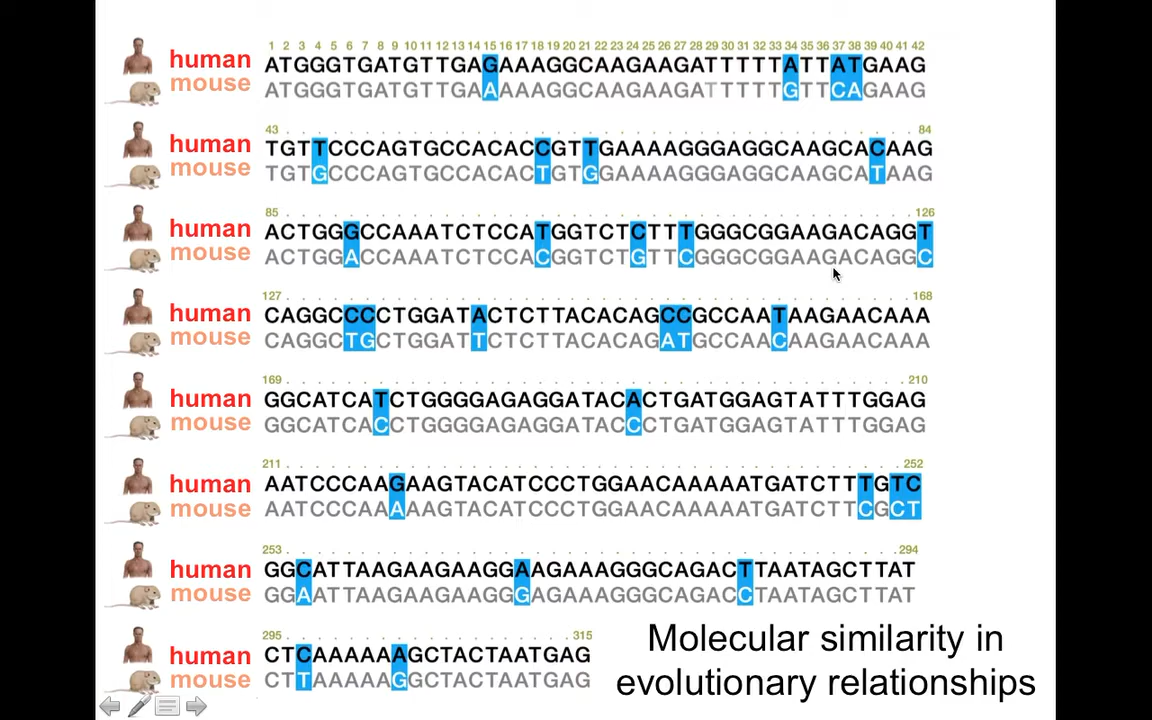 1 2 3 4 5 6 7 8 9 10 11 12 13 14 15 16 17 18 19 20 21 22 23 24 25 26 27 28 29 30 31 32 33 34 35 36 37 38 39 40 41 42
human ATGGGTGATGTTGAGAAAGGCAAGAAGATTTTTATTATGAAG
mouse ATGGGTGATGTTGAAAAAGGCAAGAAGATTTTTGTTCAGAAG
43 84
human TGTTCCCAGTGCCACACCGTTGAAAAGGGAGGCAAGCACAAG
mouse TGTGCCCAGTGCCACACTGTGGAAAAGGGAGGCAAGCATAAG
85 126
human ACTGGGCCAAATCTCCATGGTCTCTTTGGGCGGAAGACAGGT
mouse ACTGGACCAAATCTCCACGGTCTGTTCGGGCGGAAGACAGGC
127 168
human CAGGCCCCTGGATACTCTTACACAGCCGCCAATAAGAACAAA
mouse CAGGCTGCTGGATTCTCTTACACAGATGCCAACAAGAACAAA
169 210
human GGCATCATCTGGGGAGAGGATACACTGATGGAGTATTTGGAG
mouse GGCATCACCTGGGGAGAGGATACCCTGATGGAGTATTTGGAG
211 252
human AATCCCAAGAAGTACATCCCTGGAACAAAAATGATCTTTGTC
mouse AATCCCAAAAAGTACATCCCTGGAACAAAAATGATCTTCGCT
253 294
human GGCATTAAGAAGAAGGAAGAAAGGGCAGACTTAATAGCTTAT
mouse GGAATTAAGAAGAAGGGAGAAAGGGCAGACCTAATAGCTTAT
295 315
human CTCAAAAAAGCTACTAATGAG
mouse CTTAAAAAGGCTACTAATGAG
Molecular similarity in
evolutionary relationships